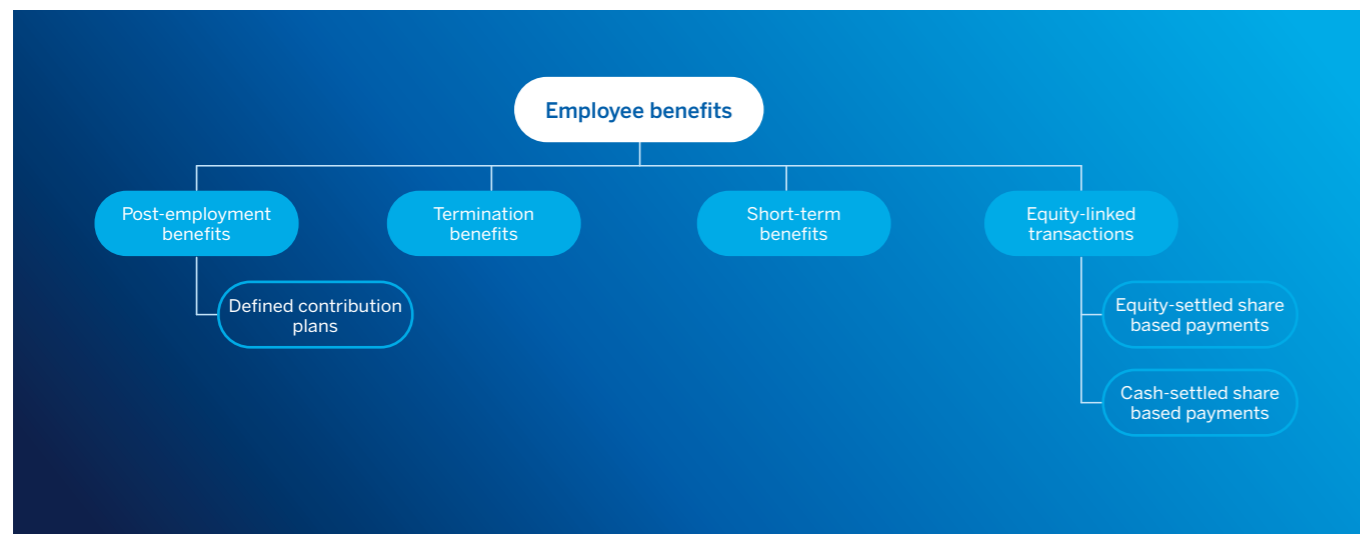 Employee benefits
Post-employment
benefits
Termination
benefits
Short-term
benefits
Equity-linked
transactions
Defined contribution
plans
Equity-settled share
based payments
Cash-settled share
based payments